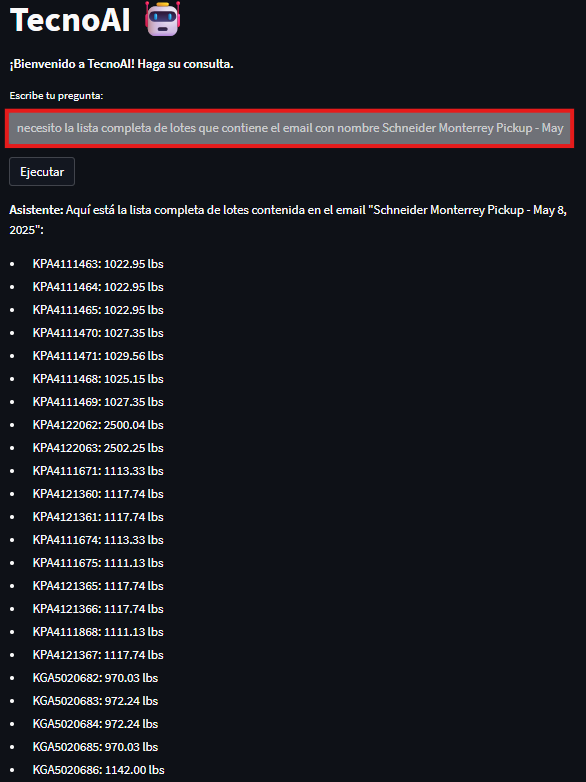 TecnoAI
¡Bienvenido a TecnoAI! Haga su consulta.
Escribe tu pregunta:
necesito la lista completa de lotes que contiene el email con nombre Schneider Monterrey Pickup - May
Ejecutar
Asistente: Aquí está la lista completa de lotes contenida en el email "Schneider Monterrey Pickup - May 8,
2025":
• KPA4111463: 1022.95 lbs
• KPA4111464: 1022.95 lbs
• KPA4111465: 1022.95 lbs
• KPA4111470: 1027.35 lbs
• KPA4111471: 1029.56 lbs
• KPA4111468: 1025.15 lbs
• KPA4111469: 1027.35 lbs
• KPA4122062: 2500.04 lbs
• KPA4122063: 2502.25 lbs
• KPA4111671: 1113.33 lbs
• KPA4121360: 1117.74 lbs
• KPA4121361: 1117.74 lbs
• KPA4111674: 1113.33 lbs
• KPA4111675: 1111.13 lbs
• KPA4121365: 1117.74 lbs
• KPA4121366: 1117.74 lbs
• KPA4111868: 1111.13 lbs
• KPA4121367: 1117.74 lbs
• KGA5020682: 970.03 lbs
• KGA5020683: 972.24 lbs
• KGA5020684: 972.24 lbs
• KGA5020685: 970.03 lbs
• KGA5020686: 1142.00 lbs